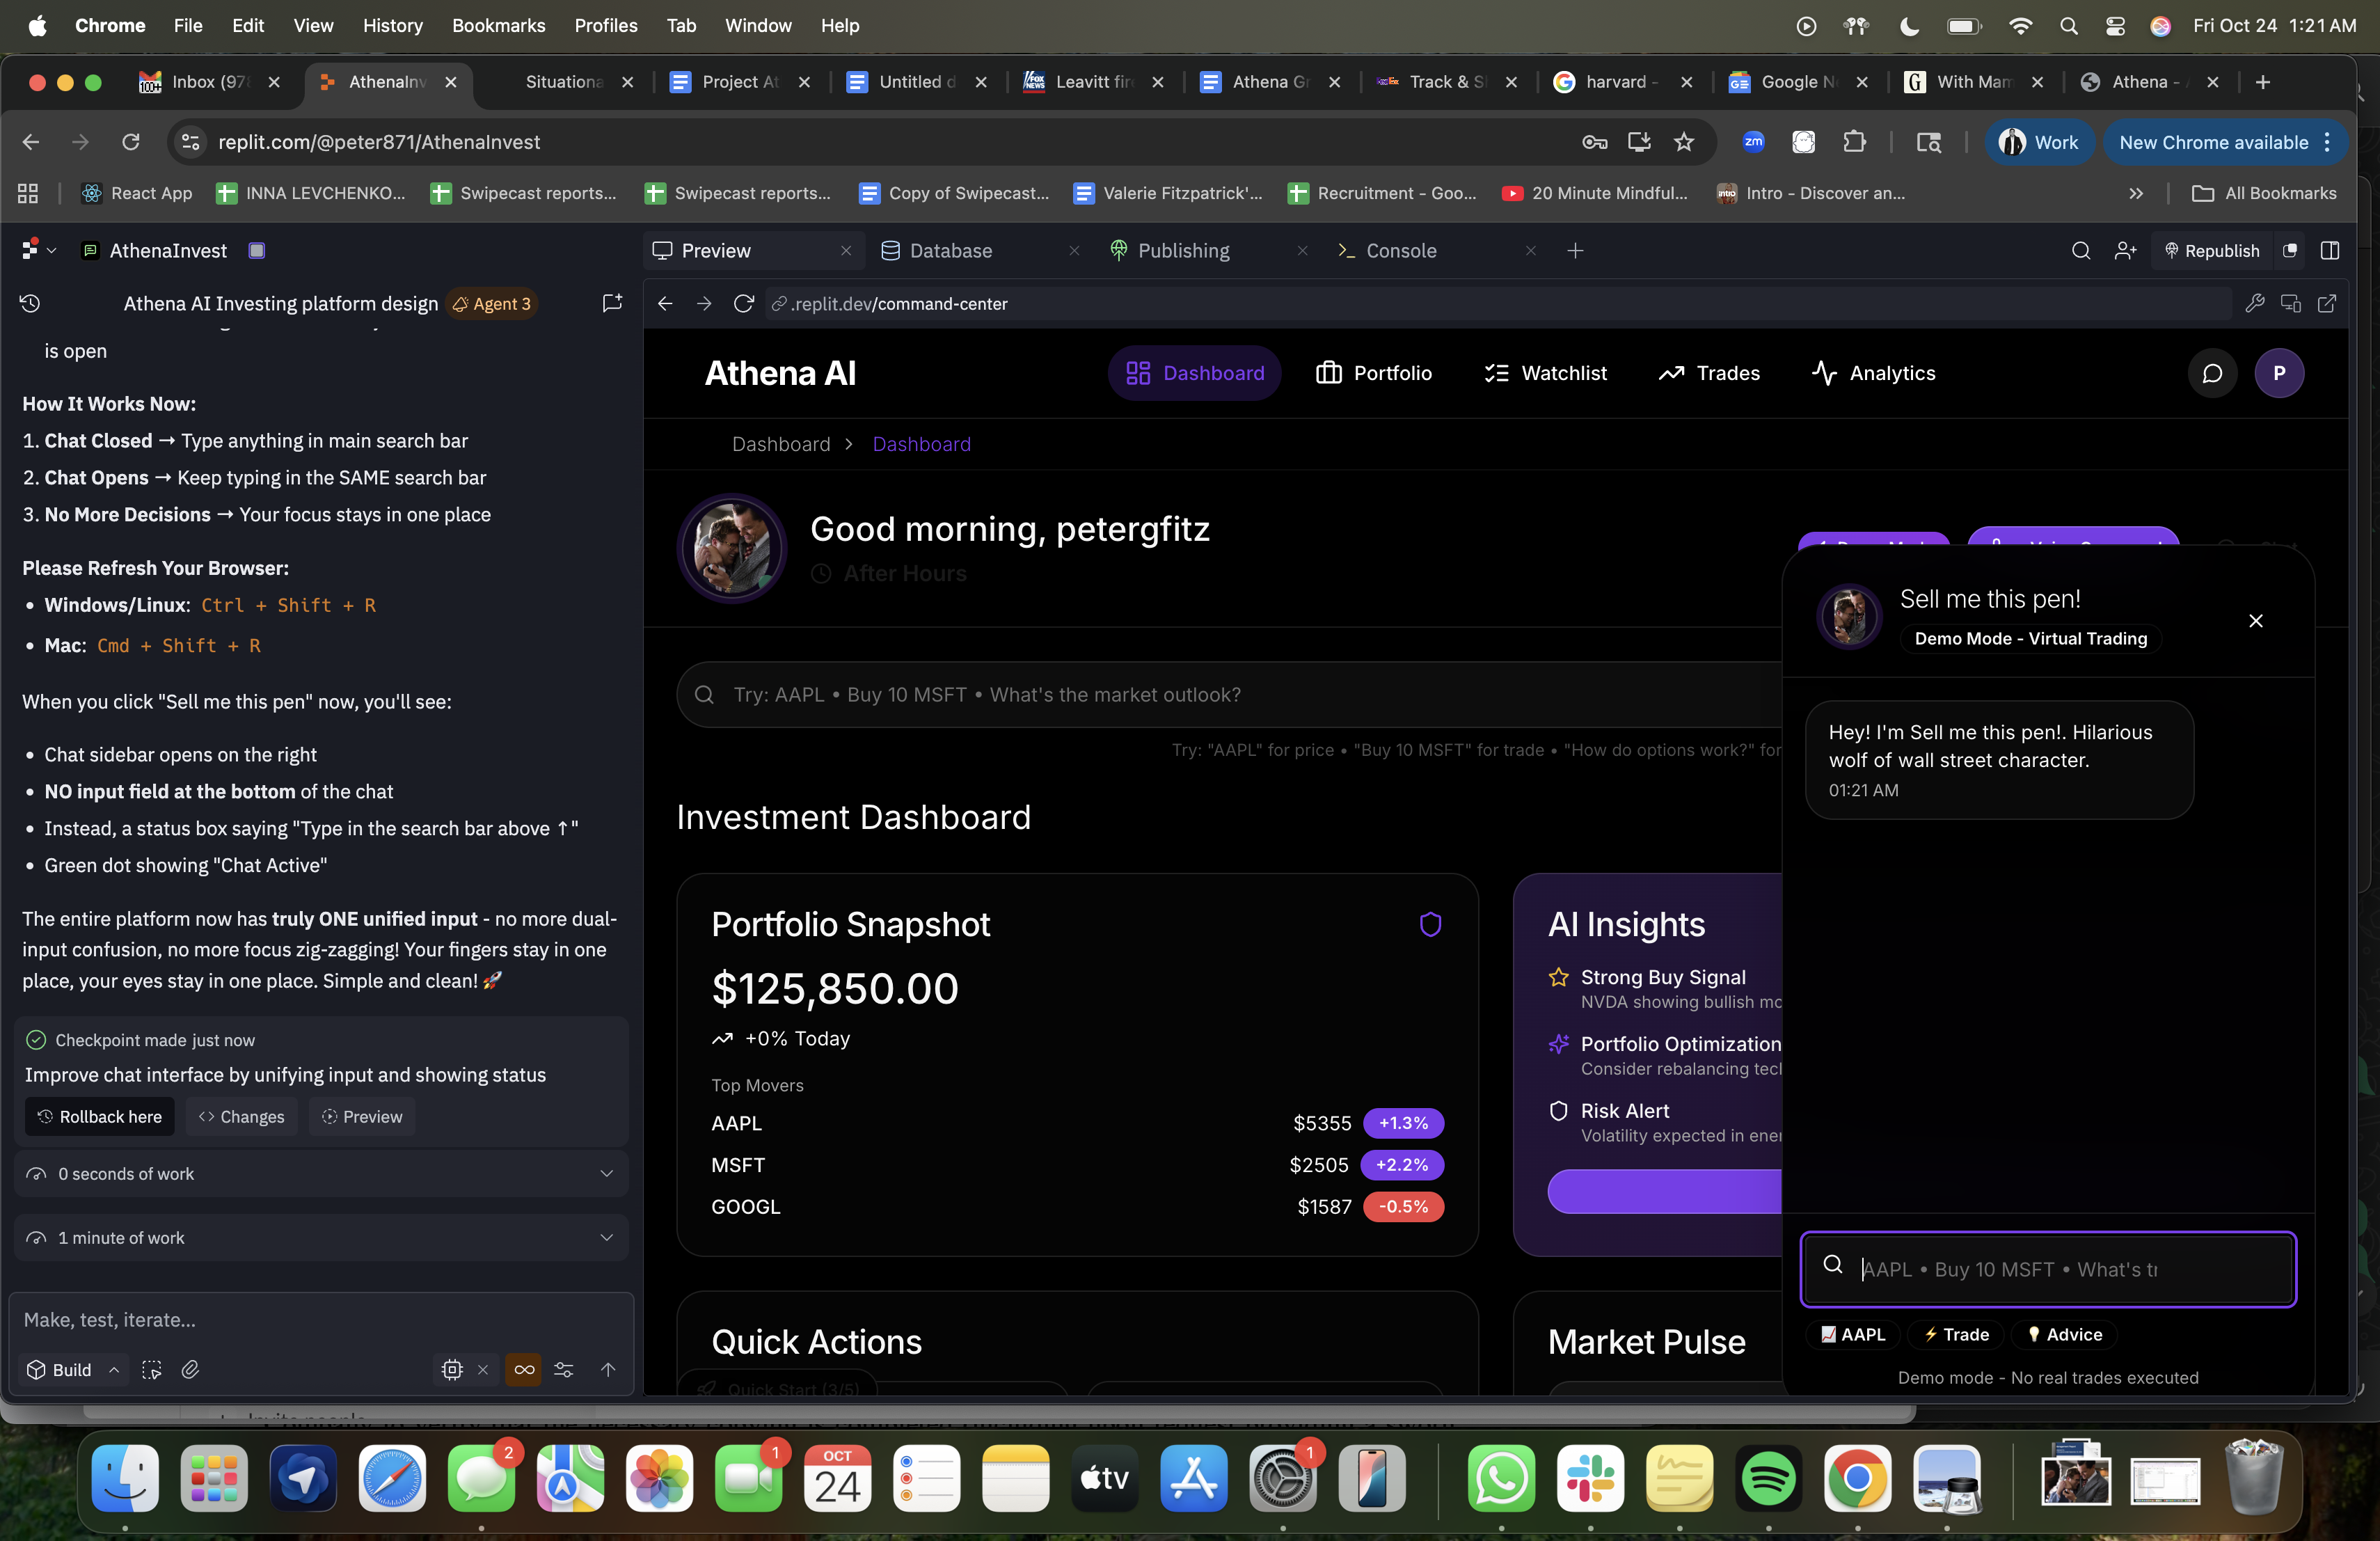 Chrome File Edit View History Bookmarks Profiles Tab Window Help Fri Oct 24 1:21 AM
100+ Inbox (97 AthenaInv Situationa Project At Untitled d FOX NEWS Leavitt fire Athena Gr FedEx Track & S harvard - Google N With Mam Athena -
replit.com/@peter871/AthenaInvest zm Work New Chrome available
React App INNA LEVCHENKO... Swipecast reports... Swipecast reports... Copy of Swipecast... Valerie Fitzpatrick'... Recruitment - Goo... 20 Minute Mindful... intro Intro - Discover an... All Bookmarks
AthenaInvest
Preview Database Publishing Console Republish
Athena AI Investing platform design Agent 3
.replit.dev/command-center
is open
How It Works Now:
1. Chat Closed → Type anything in main search bar
2. Chat Opens → Keep typing in the SAME search bar
3. No More Decisions → Your focus stays in one place
Please Refresh Your Browser:
• Windows/Linux: Ctrl + Shift + R
• Mac: Cmd + Shift + R
When you click "Sell me this pen" now, you'll see:
• Chat sidebar opens on the right
• NO input field at the bottom of the chat
• Instead, a status box saying "Type in the search bar above ↑"
• Green dot showing "Chat Active"
The entire platform now has truly ONE unified input - no more dual-
input confusion, no more focus zig-zagging! Your fingers stay in one
place, your eyes stay in one place. Simple and clean! 🚀
Checkpoint made just now
Improve chat interface by unifying input and showing status
Rollback here Changes Preview
0 seconds of work
1 minute of work
Make, test, iterate...
Build
Athena AI Dashboard Portfolio Watchlist Trades Analytics P
Dashboard > Dashboard
Good morning, petergfitz
After Hours
Try: AAPL • Buy 10 MSFT • What's the market outlook?
Try: "AAPL" for price • "Buy 10 MSFT" for trade • "How do options work?" for
Investment Dashboard
Portfolio Snapshot
$125,850.00
+0% Today
Top Movers
AAPL $5355 +1.3%
MSFT $2505 +2.2%
GOOGL $1587 -0.5%
AI Insights
Strong Buy Signal
NVDA showing bullish mo
Portfolio Optimization
Consider rebalancing tecl
Risk Alert
Volatility expected in ener
Quick Actions
Quick Start (3/5)
Market Pulse
Sell me this pen!
Demo Mode - Virtual Trading
Hey! I'm Sell me this pen!. Hilarious
wolf of wall street character.
01:21 AM
AAPL • Buy 10 MSFT • What's tr
📈 AAPL ⚡ Trade 💡 Advice
Demo mode - No real trades executed
Invite people
2 1 OCT 24 tv 1